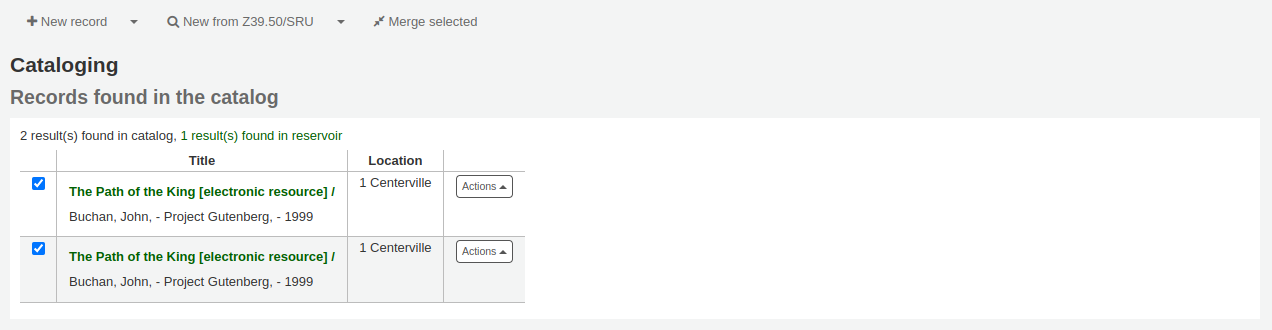 New record New from Z39.50/SRU Merge selected
Cataloging
Records found in the catalog
2 result(s) found in catalog, 1 result(s) found in reservoir
Title Location
The Path of the King [electronic resource] / 1 Centerville Actions
Buchan, John, - Project Gutenberg, - 1999
The Path of the King [electronic resource] / 1 Centerville Actions
Buchan, John, - Project Gutenberg, - 1999